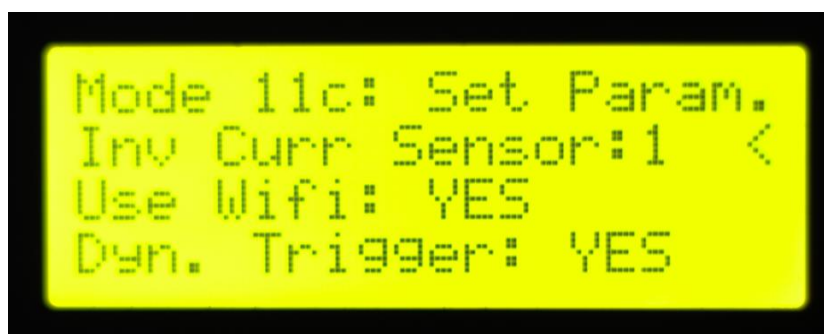 Mode 11c: Set Param.
Inv Curr Sensor:1 <
Use Wifi: YES
Dyn. Trigger: YES